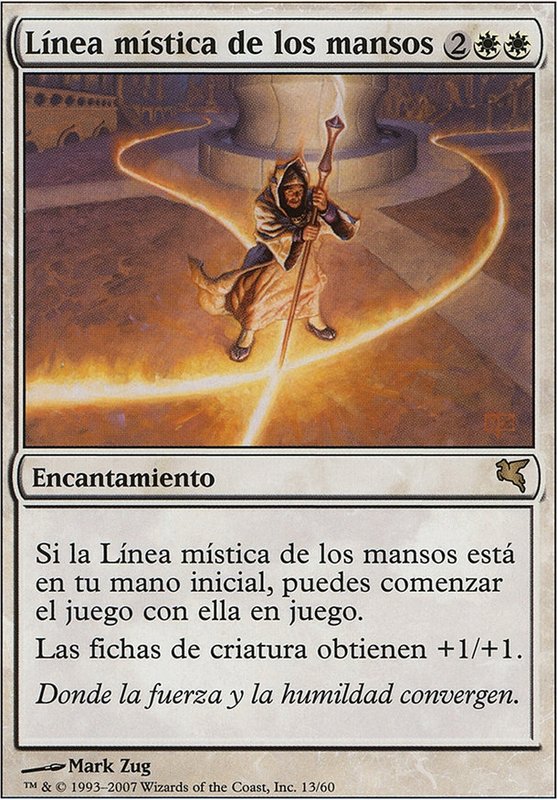 Línea mística de los mansos 2
Encantamiento
Si la Línea mística de los mansos está
en tu mano inicial, puedes comenzar
el juego con ella en juego.
Las fichas de criatura obtienen +1/+1.
Donde la fuerza y la humildad convergen.
Mark Zug
™ & © 1993–2007 Wizards of the Coast, Inc. 13/60